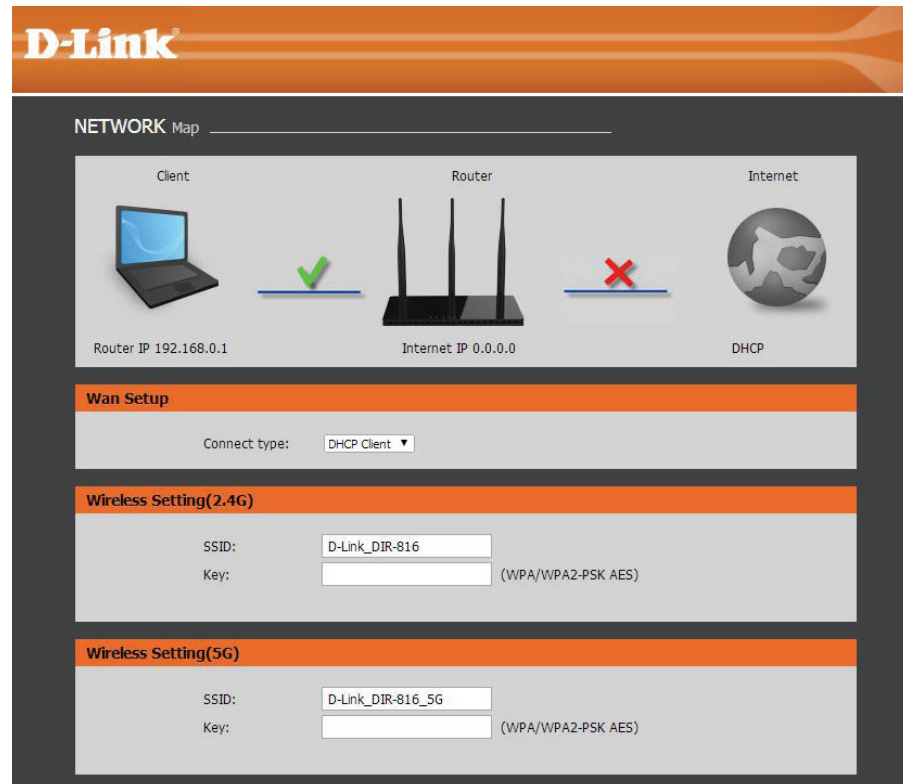 D-Link®
NETWORK Map
Client Router Internet
Router IP 192.168.0.1 Internet IP 0.0.0.0 DHCP
Wan Setup
Connect type: DHCP Client ▼
Wireless Setting(2.4G)
SSID: D-Link_DIR-816
Key: (WPA/WPA2-PSK AES)
Wireless Setting(5G)
SSID: D-Link_DIR-816_5G
Key: (WPA/WPA2-PSK AES)